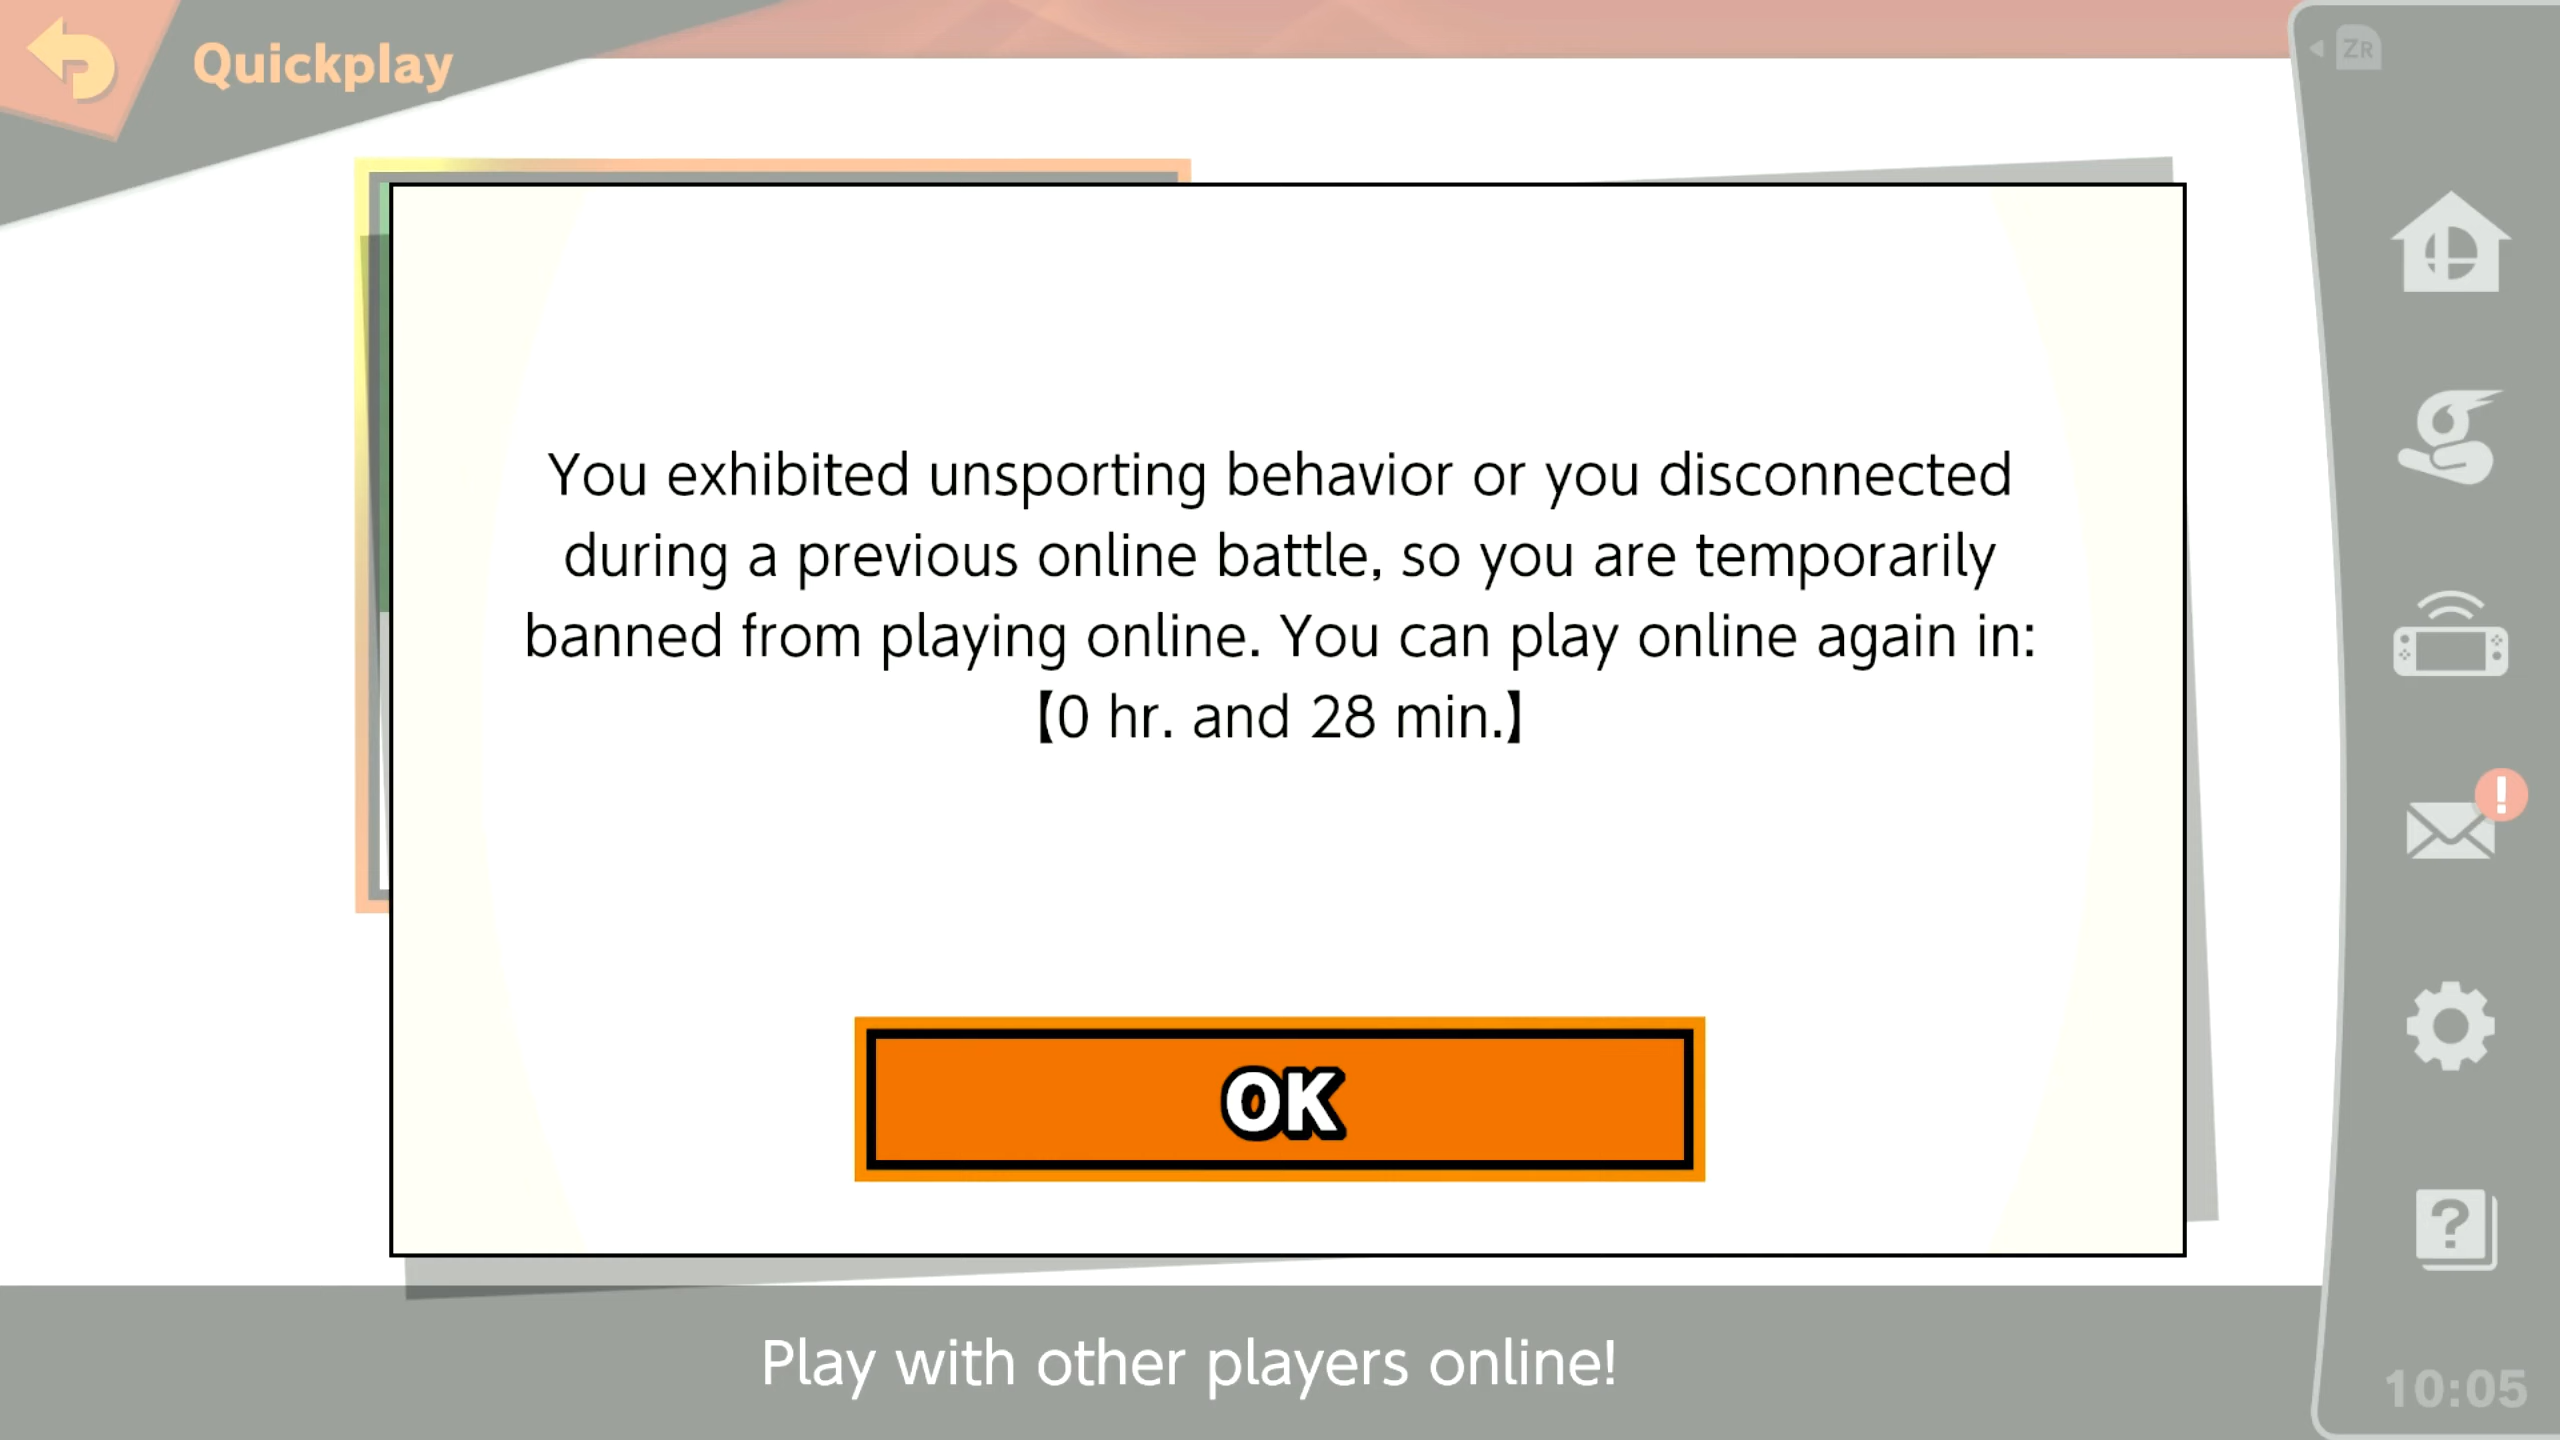 Quickplay
ZR
You exhibited unsporting behavior or you disconnected
during a previous online battle, so you are temporarily
banned from playing online. You can play online again in:
【0 hr. and 28 min.】
!
OK
?
Play with other players online!
10:05